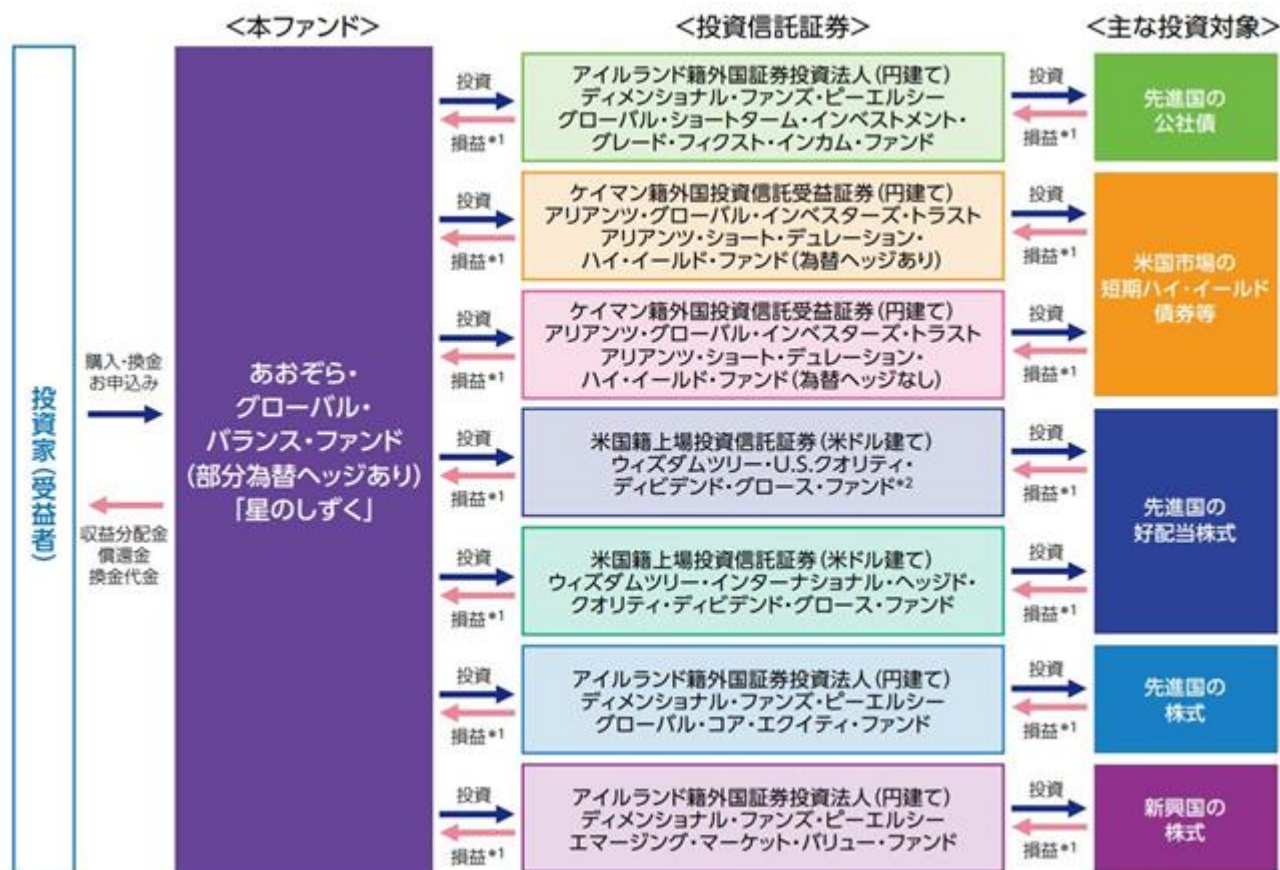 <本ファンド>
<投資信託証券>
<主な投資対象>
投資家(受益者)
購入・換金
お申込み
収益分配金
償還金
換金代金
あおぞら・
グローバル・
バランス・ファンド
(部分為替ヘッジあり)
「星のしずく」
投資
損益*1
アイルランド籍外国証券投資法人(円建て)
ディメンショナル・ファンズ・ピーエルシー
グローバル・ショートターム・インベストメント・
グレード・フィクスト・インカム・ファンド
投資
損益*1
先進国の
公社債
投資
損益*1
ケイマン籍外国投資信託受益証券(円建て)
アリアンツ・グローバル・インベスターズ・トラスト
アリアンツ・ショート・デュレーション・
ハイ・イールド・ファンド(為替ヘッジあり)
投資
損益*1
米国市場の
短期ハイ・イールド
債券等
投資
損益*1
ケイマン籍外国投資信託受益証券(円建て)
アリアンツ・グローバル・インベスターズ・トラスト
アリアンツ・ショート・デュレーション・
ハイ・イールド・ファンド(為替ヘッジなし)
投資
損益*1
投資
損益*1
米国籍上場投資信託証券(米ドル建て)
ウィズダムツリー・U.S.クオリティ・
ディビデンド・グロース・ファンド*2
投資
損益*1
先進国の
好配当株式
投資
損益*1
米国籍上場投資信託証券(米ドル建て)
ウィズダムツリー・インターナショナル・ヘッジド・
クオリティ・ディビデンド・グロース・ファンド
投資
損益*1
投資
損益*1
アイルランド籍外国証券投資法人(円建て)
ディメンショナル・ファンズ・ピーエルシー
グローバル・コア・エクイティ・ファンド
投資
損益*1
先進国の
株式
投資
損益*1
アイルランド籍外国証券投資法人(円建て)
ディメンショナル・ファンズ・ピーエルシー
エマージング・マーケット・バリュー・ファンド
投資
損益*1
新興国の
株式